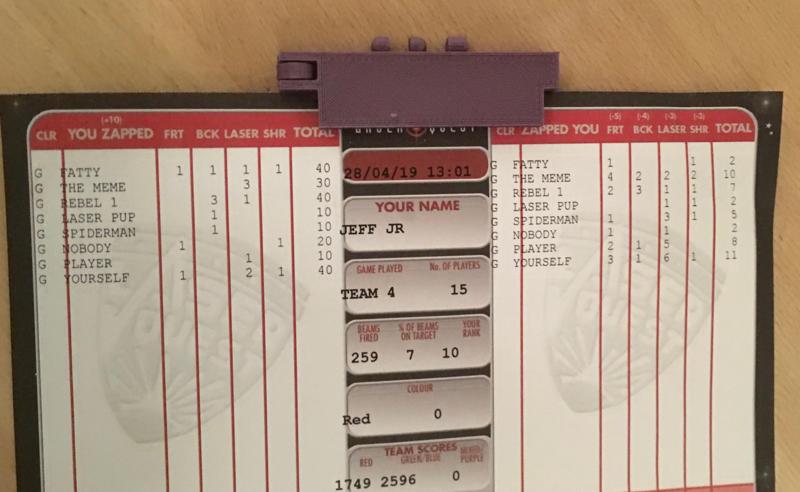 (+10)
CLR YOU ZAPPED FRT BCK LASER SHR TOTAL
G FATTY 1 1 1 1 40
G THE MEME 3 30
G REBEL 1 3 1 40
G LASER PUP 1 10
G SPIDERMAN 1 10
G NOBODY 1 1 20
G PLAYER 1 10
G YOURSELF 1 2 1 40
28/04/19 13:01
YOUR NAME
JEFF JR
GAME PLAYED No. OF PLAYERS
TEAM 4 15
BEAMS FIRED % OF BEAMS ON TARGET YOUR RANK
259 7 10
COLOUR
Red 0
TEAM SCORES
RED GREEN/BLUE MIXED/PURPLE
1749 2596 0
(-5) (-4) (-3) (-3)
CLR ZAPPED YOU FRT BCK LASER SHR TOTAL
G FATTY 1 1 2
G THE MEME 4 2 2 2 10
G REBEL 1 2 3 1 1 7
G LASER PUP 1 1 2
G SPIDERMAN 1 3 1 5
G NOBODY 1 1 2
G PLAYER 2 1 5 8
G YOURSELF 3 1 6 1 11